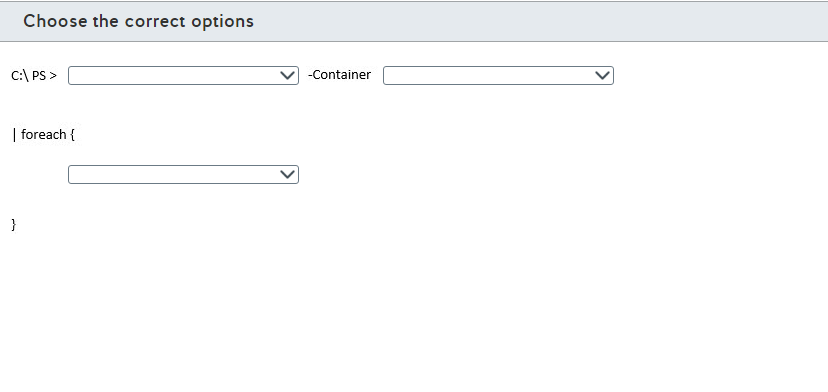 Choose the correct options
C:\ PS > -Container
| foreach {
}